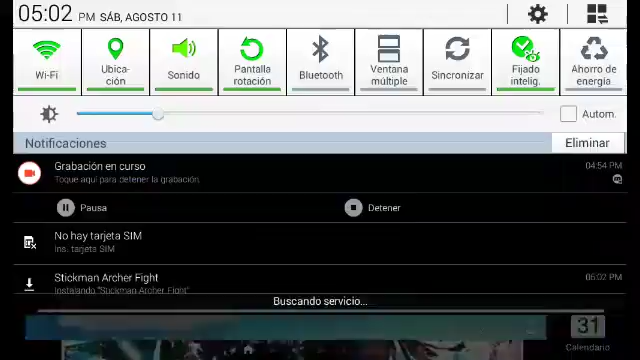 05:02 PM SÁB, AGOSTO 11
Wi-Fi
Ubica-
ción
Sonido
Pantalla
rotación
Bluetooth
Ventana
múltiple
Sincronizar
Fijado
intelig.
Ahorro de
energía
Autom.
Notificaciones
Eliminar
Grabación en curso
04:54 PM
Toque aquí para detener la grabación.
Pausa
Detener
No hay tarjeta SIM
Ins. tarjeta SIM
Stickman Archer Fight
05:02 PM
Instalando "Stickman Archer Fight"
Buscando servicio...
31
Calendario